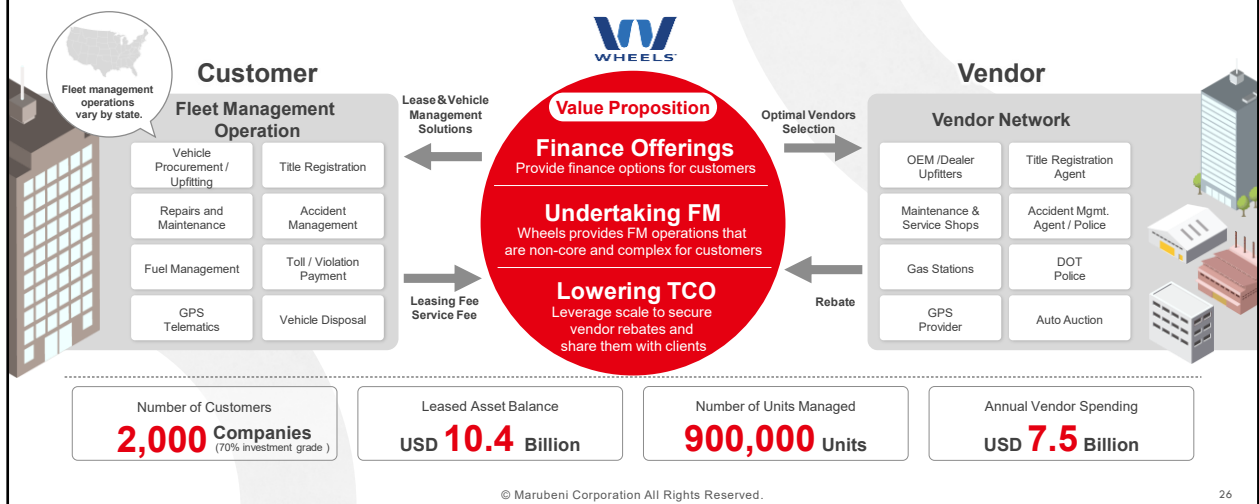 WHEELS
Fleet management
operations
vary by state.
Customer
Fleet Management
Operation
Vehicle
Procurement /
Upfitting
Title Registration
Repairs and
Maintenance
Accident
Management
Fuel Management
Toll / Violation
Payment
GPS
Telematics
Vehicle Disposal
Lease & Vehicle
Management
Solutions
Leasing Fee
Service Fee
Value Proposition
Finance Offerings
Provide finance options for customers
Undertaking FM
Wheels provides FM operations that
are non-core and complex for customers
Lowering TCO
Leverage scale to secure
vendor rebates and
share them with clients
Optimal Vendors
Selection
Rebate
Vendor
Vendor Network
OEM /Dealer
Upfitters
Title Registration
Agent
Maintenance &
Service Shops
Accident Mgmt.
Agent / Police
Gas Stations
DOT
Police
GPS
Provider
Auto Auction
Number of Customers
2,000 Companies
(70% investment grade )
Leased Asset Balance
USD 10.4 Billion
Number of Units Managed
900,000 Units
Annual Vendor Spending
USD 7.5 Billion
© Marubeni Corporation All Rights Reserved.
26